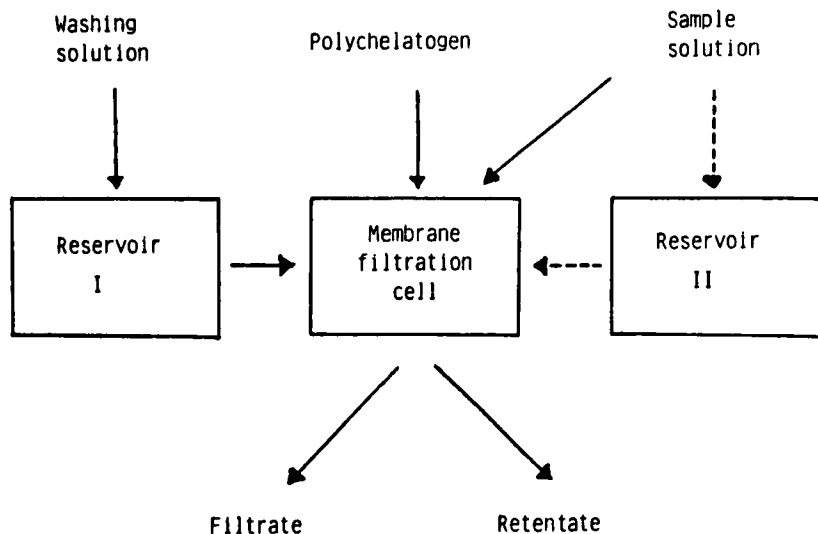 Washing
solution
Polychelatogen
Sample
solution
Reservoir
I
Membrane
filtration
cell
Reservoir
II
Filtrate
Retentate